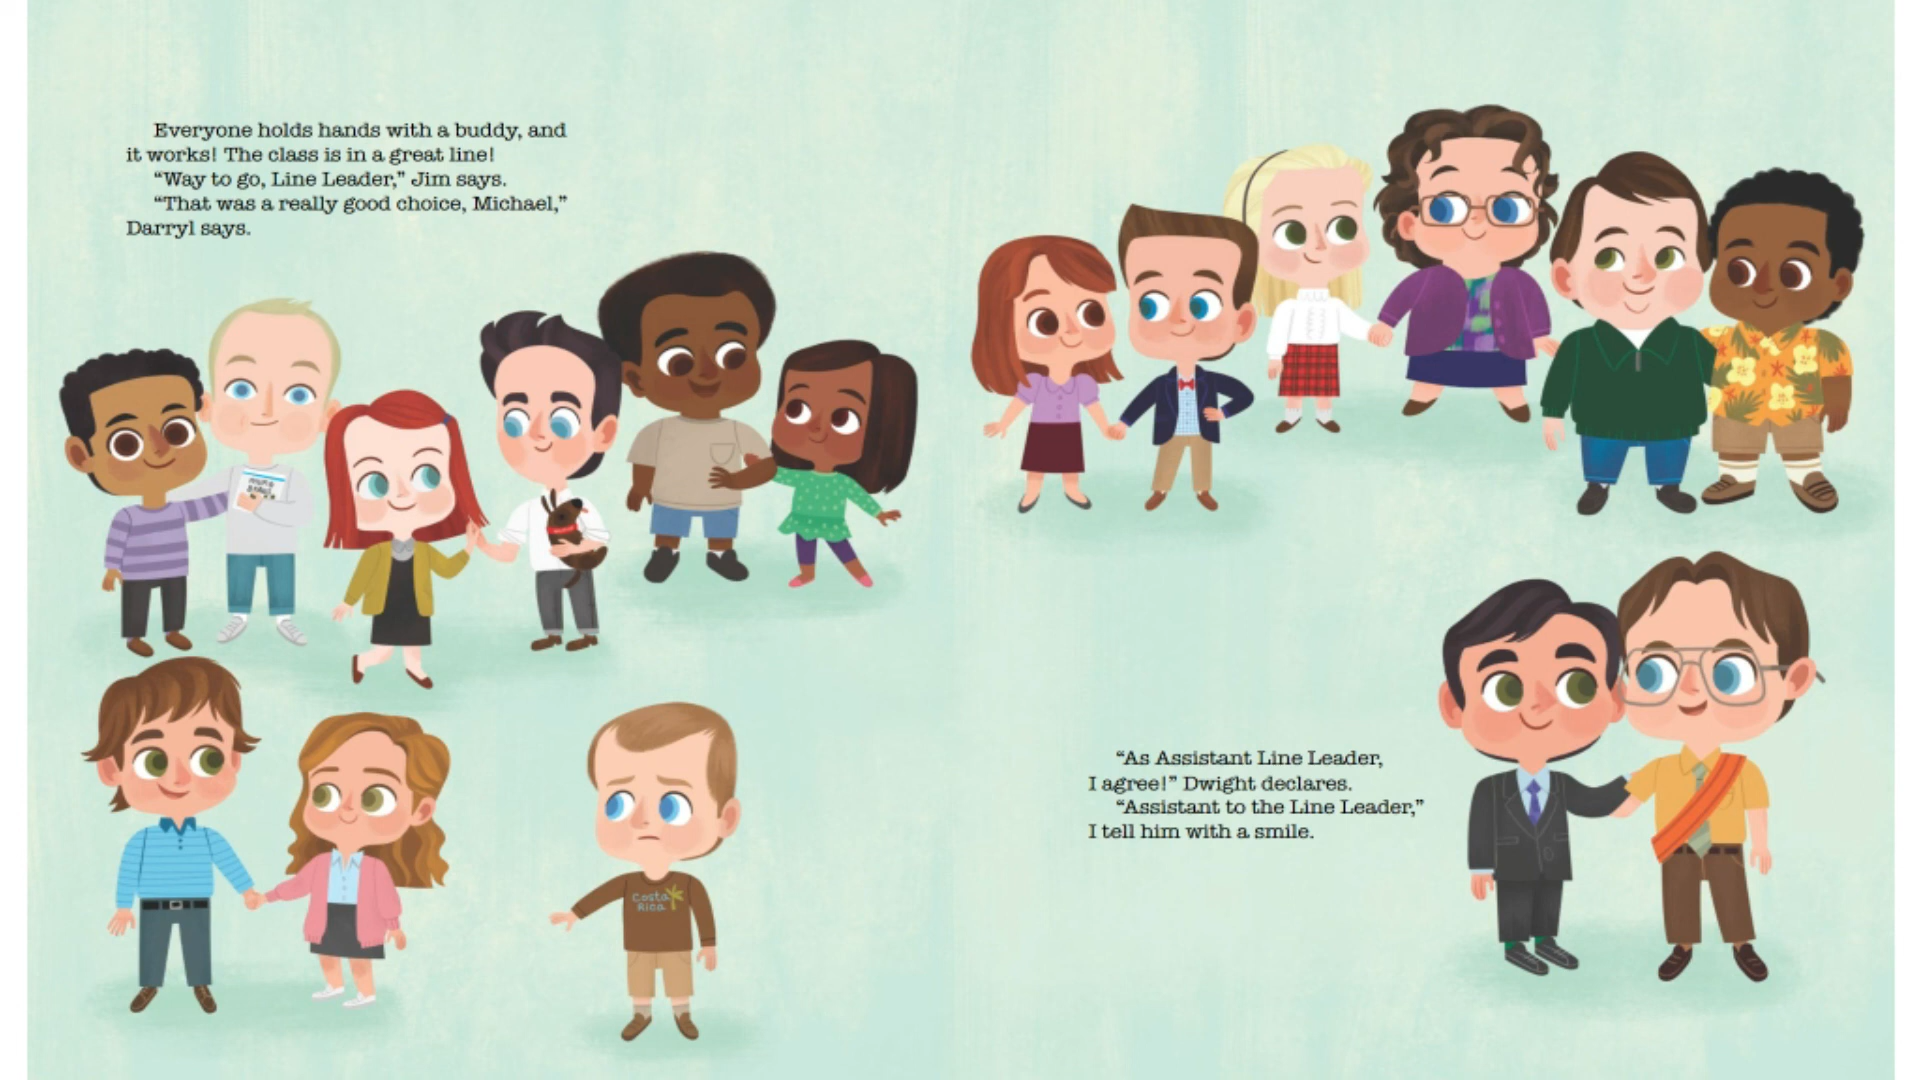 Everyone holds hands with a buddy, and
it works! The class is in a great line!
“Way to go, Line Leader,” Jim says.
“That was a really good choice, Michael,”
Darryl says.
Costa
Rica
“As Assistant Line Leader,
I agree!” Dwight declares.
“Assistant to the Line Leader,”
I tell him with a smile.